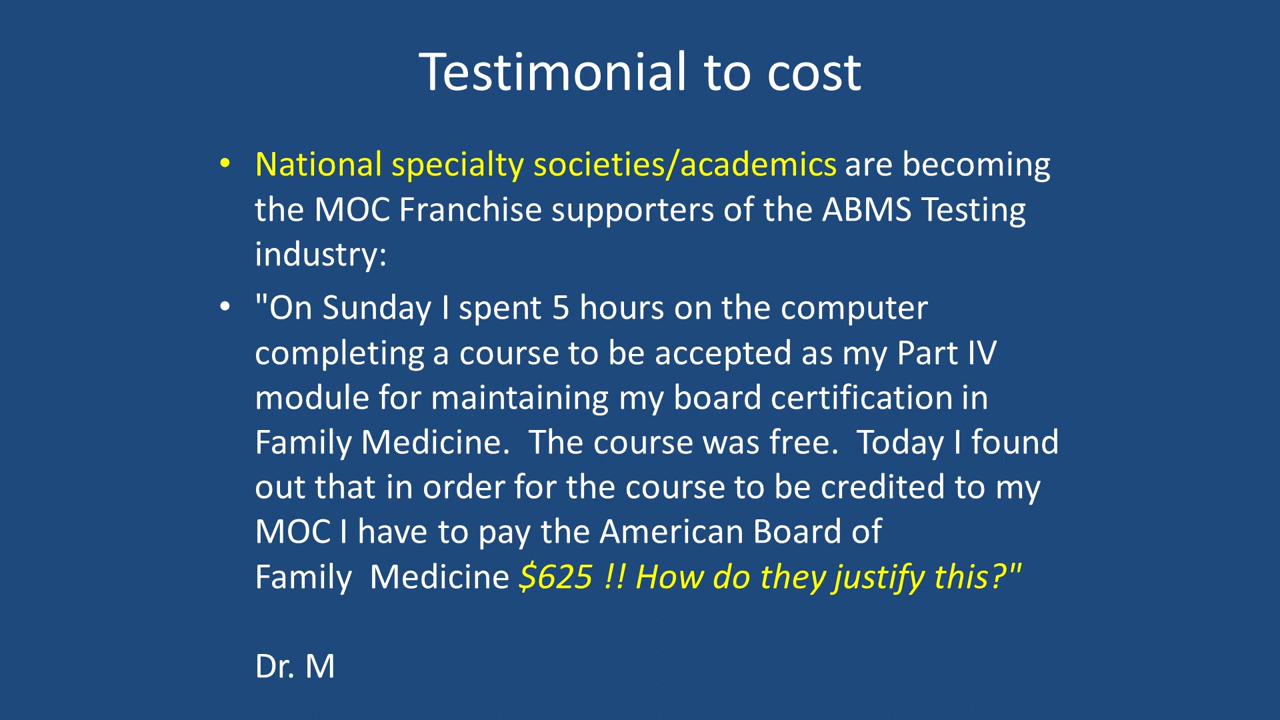 Testimonial to cost
• National specialty societies/academics are becoming
the MOC Franchise supporters of the ABMS Testing
industry:
• "On Sunday I spent 5 hours on the computer
completing a course to be accepted as my Part IV
module for maintaining my board certification in
Family Medicine.  The course was free.  Today I found
out that in order for the course to be credited to my
MOC I have to pay the American Board of
Family  Medicine $625 !! How do they justify this?"
Dr. M